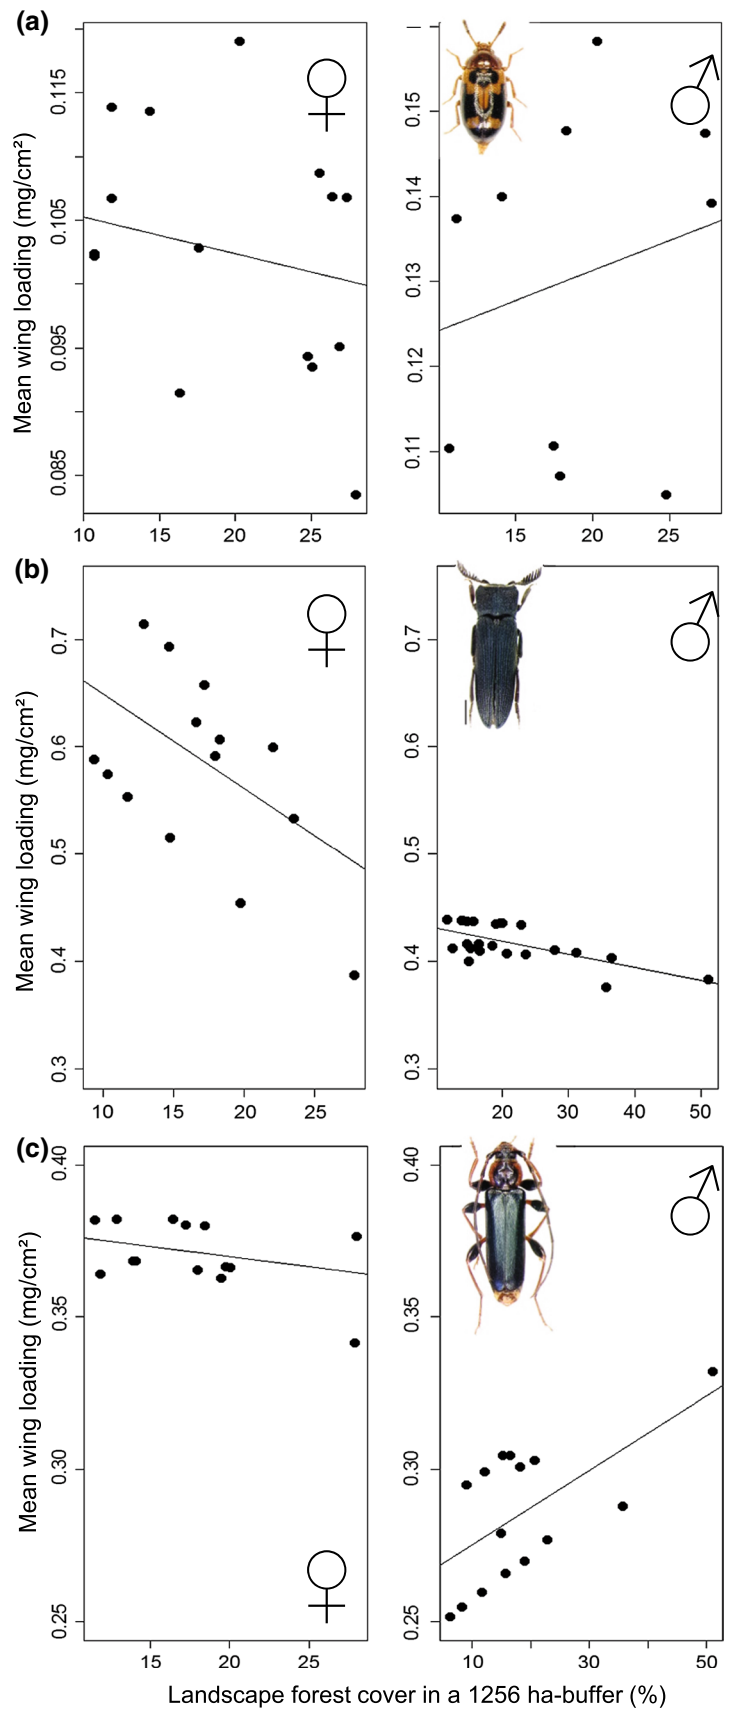 (a)
Mean wing loading (mg/cm²)
0.115
0.105
0.095
0.085
10 15 20 25
0.15
0.14
0.13
0.12
0.11
15 20 25
(b)
Mean wing loading (mg/cm²)
0.7
0.6
0.5
0.4
0.3
10 15 20 25
0.7
0.6
0.5
0.4
0.3
20 30 40 50
(c)
Mean wing loading (mg/cm²)
0.40
0.35
0.30
0.25
15 20 25
0.40
0.35
0.30
0.25
10 30 50
Landscape forest cover in a 1256 ha-buffer (%)